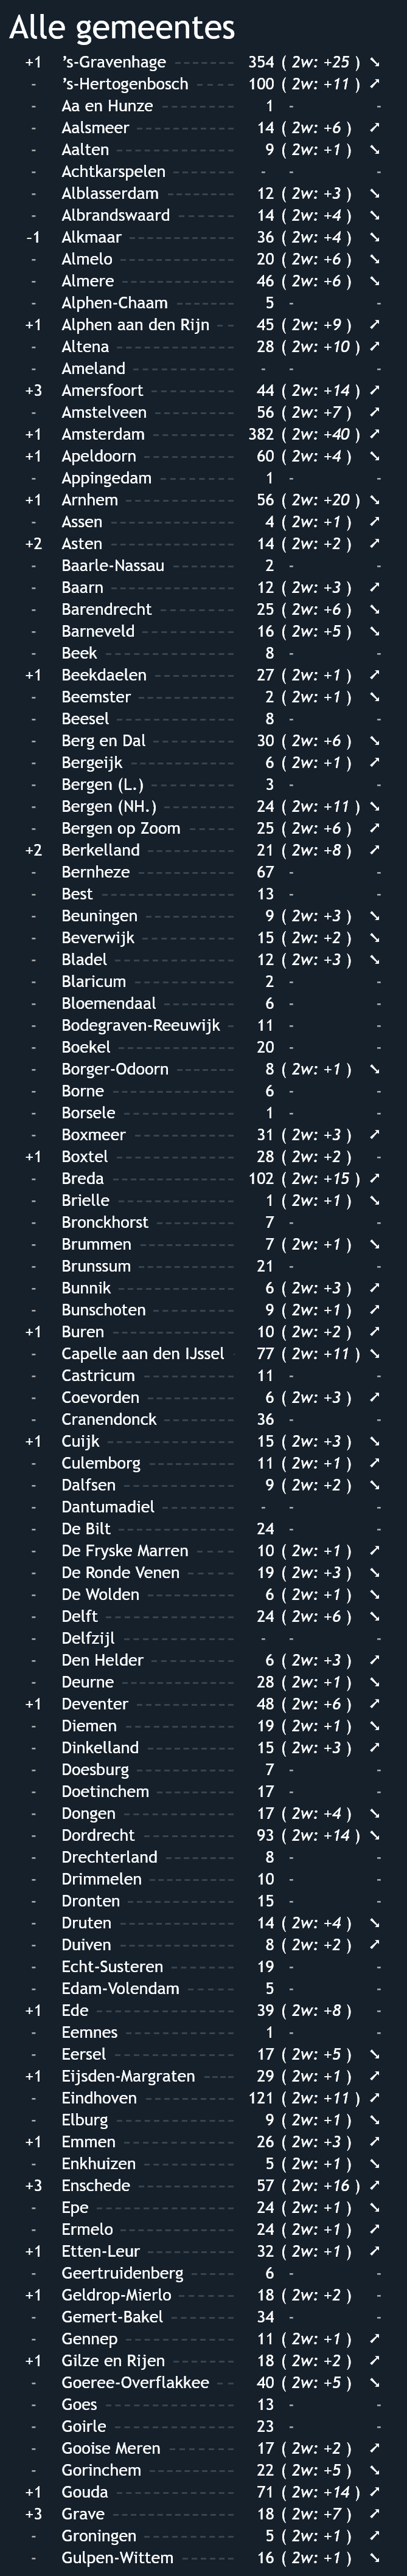 Alle gemeentes
+1 ’s-Gravenhage 354 ( 2w: +25 ) ↘
- ’s-Hertogenbosch 100 ( 2w: +11 ) ↗
- Aa en Hunze 1 - -
- Aalsmeer 14 ( 2w: +6 ) ↗
- Aalten 9 ( 2w: +1 ) ↘
- Achtkarspelen - - -
- Alblasserdam 12 ( 2w: +3 ) ↘
- Albrandswaard 14 ( 2w: +4 ) ↘
-1 Alkmaar 36 ( 2w: +4 ) ↘
- Almelo 20 ( 2w: +6 ) ↘
- Almere 46 ( 2w: +6 ) ↘
- Alphen-Chaam 5 - -
+1 Alphen aan den Rijn 45 ( 2w: +9 ) ↗
- Altena 28 ( 2w: +10 ) ↗
- Ameland - - -
+3 Amersfoort 44 ( 2w: +14 ) ↗
- Amstelveen 56 ( 2w: +7 ) ↗
+1 Amsterdam 382 ( 2w: +40 ) ↗
+1 Apeldoorn 60 ( 2w: +4 ) ↘
- Appingedam 1 - -
+1 Arnhem 56 ( 2w: +20 ) ↘
- Assen 4 ( 2w: +1 ) ↗
+2 Asten 14 ( 2w: +2 ) ↗
- Baarle-Nassau 2 - -
- Baarn 12 ( 2w: +3 ) ↗
- Barendrecht 25 ( 2w: +6 ) ↘
- Barneveld 16 ( 2w: +5 ) ↘
- Beek 8 - -
+1 Beekdaelen 27 ( 2w: +1 ) ↗
- Beemster 2 ( 2w: +1 ) ↘
- Beesel 8 - -
- Berg en Dal 30 ( 2w: +6 ) ↘
- Bergeijk 6 ( 2w: +1 ) ↗
- Bergen (L.) 3 - -
- Bergen (NH.) 24 ( 2w: +11 ) ↘
- Bergen op Zoom 25 ( 2w: +6 ) ↗
+2 Berkelland 21 ( 2w: +8 ) ↗
- Bernheze 67 - -
- Best 13 - -
- Beuningen 9 ( 2w: +3 ) ↘
- Beverwijk 15 ( 2w: +2 ) ↘
- Bladel 12 ( 2w: +3 ) ↘
- Blaricum 2 - -
- Bloemendaal 6 - -
- Bodegraven-Reeuwijk 11 - -
- Boekel 20 - -
- Borger-Odoorn 8 ( 2w: +1 ) ↘
- Borne 6 - -
- Borsele 1 - -
- Boxmeer 31 ( 2w: +3 ) ↗
+1 Boxtel 28 ( 2w: +2 ) -
- Breda 102 ( 2w: +15 ) ↗
- Brielle 1 ( 2w: +1 ) ↘
- Bronckhorst 7 - -
- Brummen 7 ( 2w: +1 ) ↘
- Brunssum 21 - -
- Bunnik 6 ( 2w: +3 ) ↗
- Bunschoten 9 ( 2w: +1 ) ↗
+1 Buren 10 ( 2w: +2 ) ↗
- Capelle aan den IJssel 77 ( 2w: +11 ) ↘
- Castricum 11 - -
- Coevorden 6 ( 2w: +3 ) ↗
- Cranendonck 36 - -
+1 Cuijk 15 ( 2w: +3 ) ↘
- Culemborg 11 ( 2w: +1 ) ↗
- Dalfsen 9 ( 2w: +2 ) ↘
- Dantumadiel - - -
- De Bilt 24 - -
- De Fryske Marren 10 ( 2w: +1 ) ↗
- De Ronde Venen 19 ( 2w: +3 ) ↘
- De Wolden 6 ( 2w: +1 ) ↘
- Delft 24 ( 2w: +6 ) ↘
- Delfzijl - - -
- Den Helder 6 ( 2w: +3 ) ↗
- Deurne 28 ( 2w: +1 ) ↘
+1 Deventer 48 ( 2w: +6 ) ↗
- Diemen 19 ( 2w: +1 ) ↘
- Dinkelland 15 ( 2w: +3 ) ↗
- Doesburg 7 - -
- Doetinchem 17 - -
- Dongen 17 ( 2w: +4 ) ↘
- Dordrecht 93 ( 2w: +14 ) ↘
- Drechterland 8 - -
- Drimmelen 10 - -
- Dronten 15 - -
- Druten 14 ( 2w: +4 ) ↘
- Duiven 8 ( 2w: +2 ) ↗
- Echt-Susteren 19 - -
- Edam-Volendam 5 - -
+1 Ede 39 ( 2w: +8 ) -
- Eemnes 1 - -
- Eersel 17 ( 2w: +5 ) ↘
+1 Eijsden-Margraten 29 ( 2w: +1 ) ↗
- Eindhoven 121 ( 2w: +11 ) ↗
- Elburg 9 ( 2w: +1 ) ↘
+1 Emmen 26 ( 2w: +3 ) ↗
- Enkhuizen 5 ( 2w: +1 ) ↘
+3 Enschede 57 ( 2w: +16 ) ↗
- Epe 24 ( 2w: +1 ) ↘
- Ermelo 24 ( 2w: +1 ) ↗
+1 Etten-Leur 32 ( 2w: +1 ) ↗
- Geertruidenberg 6 - -
+1 Geldrop-Mierlo 18 ( 2w: +2 ) -
- Gemert-Bakel 34 - -
- Gennep 11 ( 2w: +1 ) ↗
+1 Gilze en Rijen 18 ( 2w: +2 ) ↗
- Goeree-Overflakkee 40 ( 2w: +5 ) ↘
- Goes 13 - -
- Goirle 23 - -
- Gooise Meren 17 ( 2w: +2 ) ↗
- Gorinchem 22 ( 2w: +5 ) ↘
+1 Gouda 71 ( 2w: +14 ) ↗
+3 Grave 18 ( 2w: +7 ) ↗
- Groningen 5 ( 2w: +1 ) ↗
- Gulpen-Wittem 16 ( 2w: +1 ) ↘